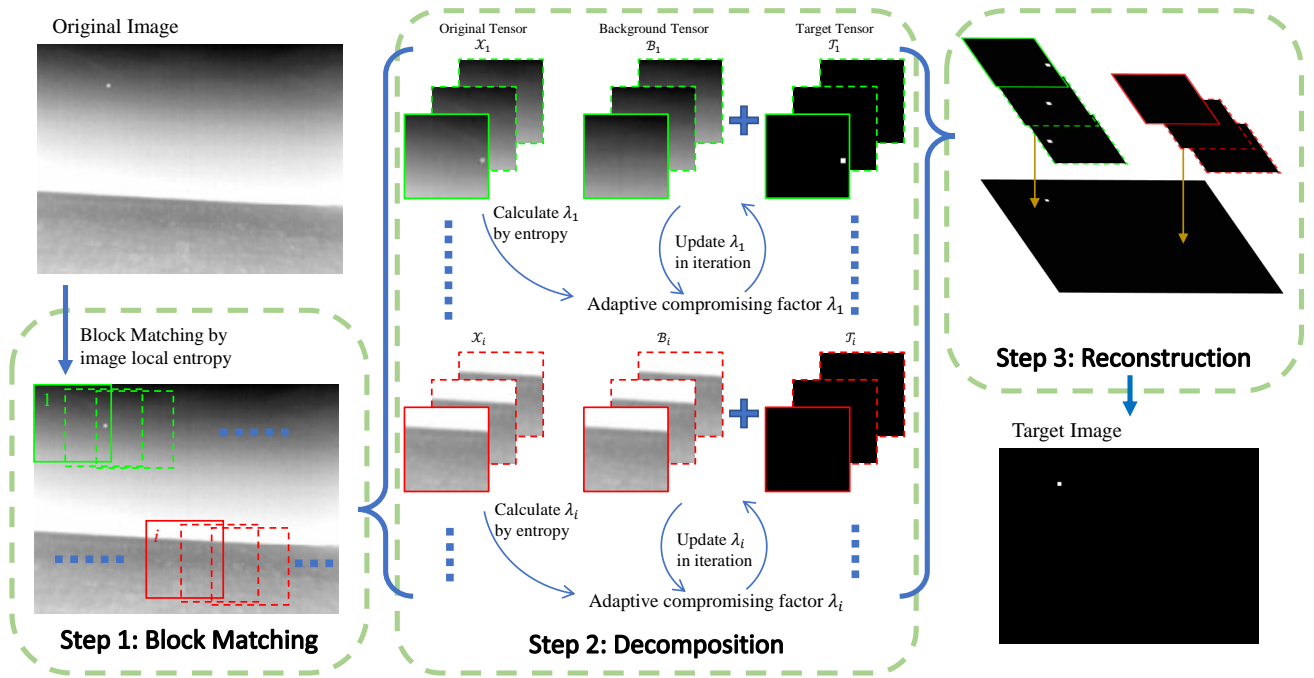 Original Image
Block Matching by
image local entropy
1
i
Step 1: Block Matching
Original Tensor
𝒳₁
Background Tensor
ℬ₁
Target Tensor
𝒯₁
Calculate λ₁
by entropy
Update λ₁
in iteration
Adaptive compromising factor λ₁
𝒳ᵢ
ℬᵢ
𝒯ᵢ
Calculate λᵢ
by entropy
Update λᵢ
in iteration
Adaptive compromising factor λᵢ
Step 2: Decomposition
Step 3: Reconstruction
Target Image